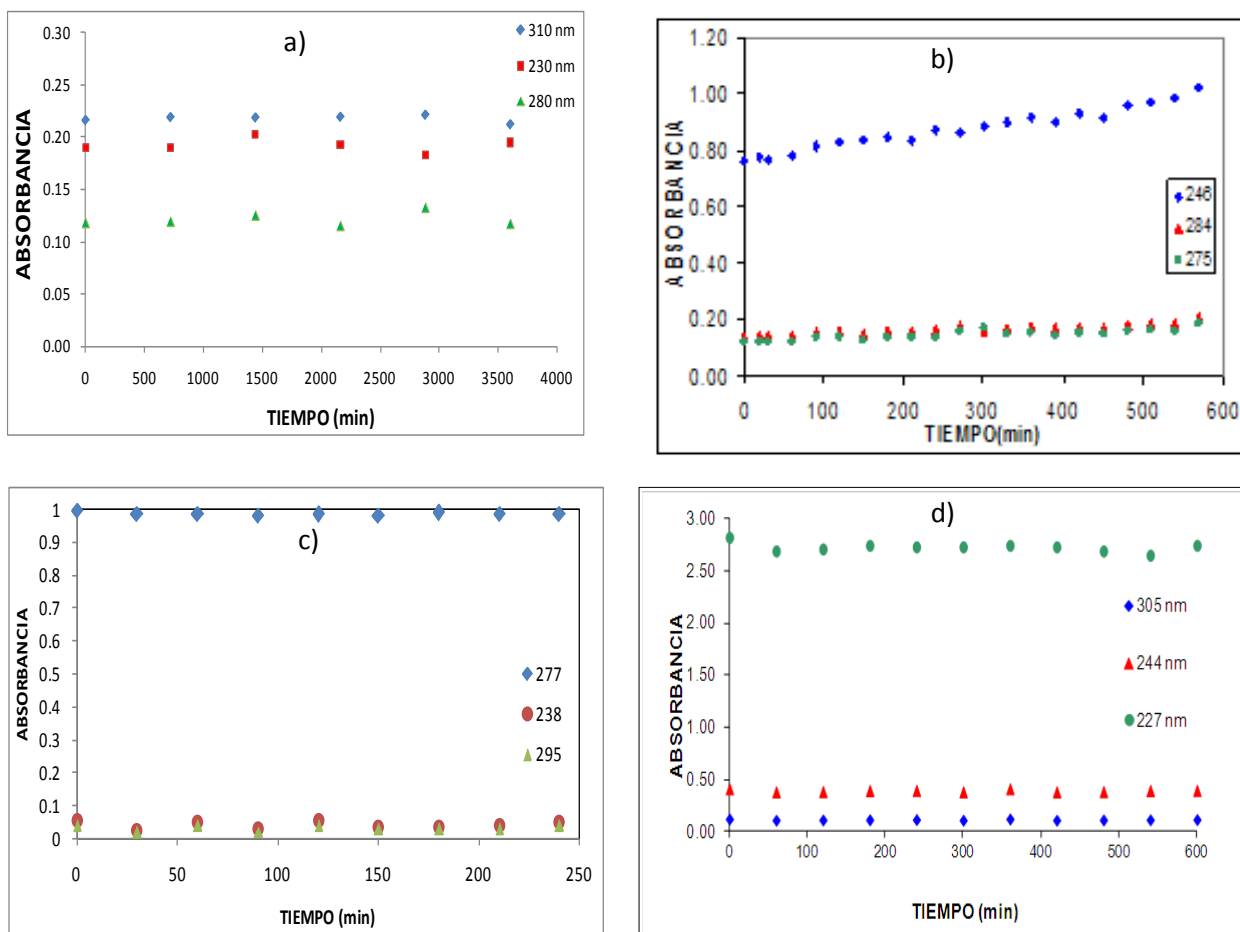 a)
310 nm
230 nm
280 nm
0.30
0.25
0.20
0.15
0.10
0.05
0.00
ABSORBANCIA
0 500 1000 1500 2000 2500 3000 3500 4000
TIEMPO (min)
b)
1.20
1.00
0.80
0.60
0.40
0.20
0.00
ABSORBANCIA
246
284
275
0 100 200 300 400 500 600
TIEMPO(min)
c)
1
0.9
0.8
0.7
0.6
0.5
0.4
0.3
0.2
0.1
0
ABSORBANCIA
277
238
295
0 50 100 150 200 250
TIEMPO (min)
d)
3.00
2.50
2.00
1.50
1.00
0.50
0.00
ABSORBANCIA
305 nm
244 nm
227 nm
0 100 200 300 400 500 600
TIEMPO (min)